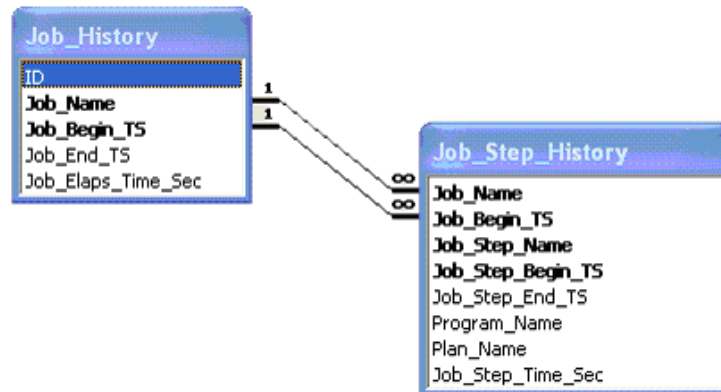 Job_History
ID
Job_Name
Job_Begin_TS
Job_End_TS
Job_Elaps_Time_Sec
1
1
∞
∞
Job_Step_History
Job_Name
Job_Begin_TS
Job_Step_Name
Job_Step_Begin_TS
Job_Step_End_TS
Program_Name
Plan_Name
Job_Step_Time_Sec